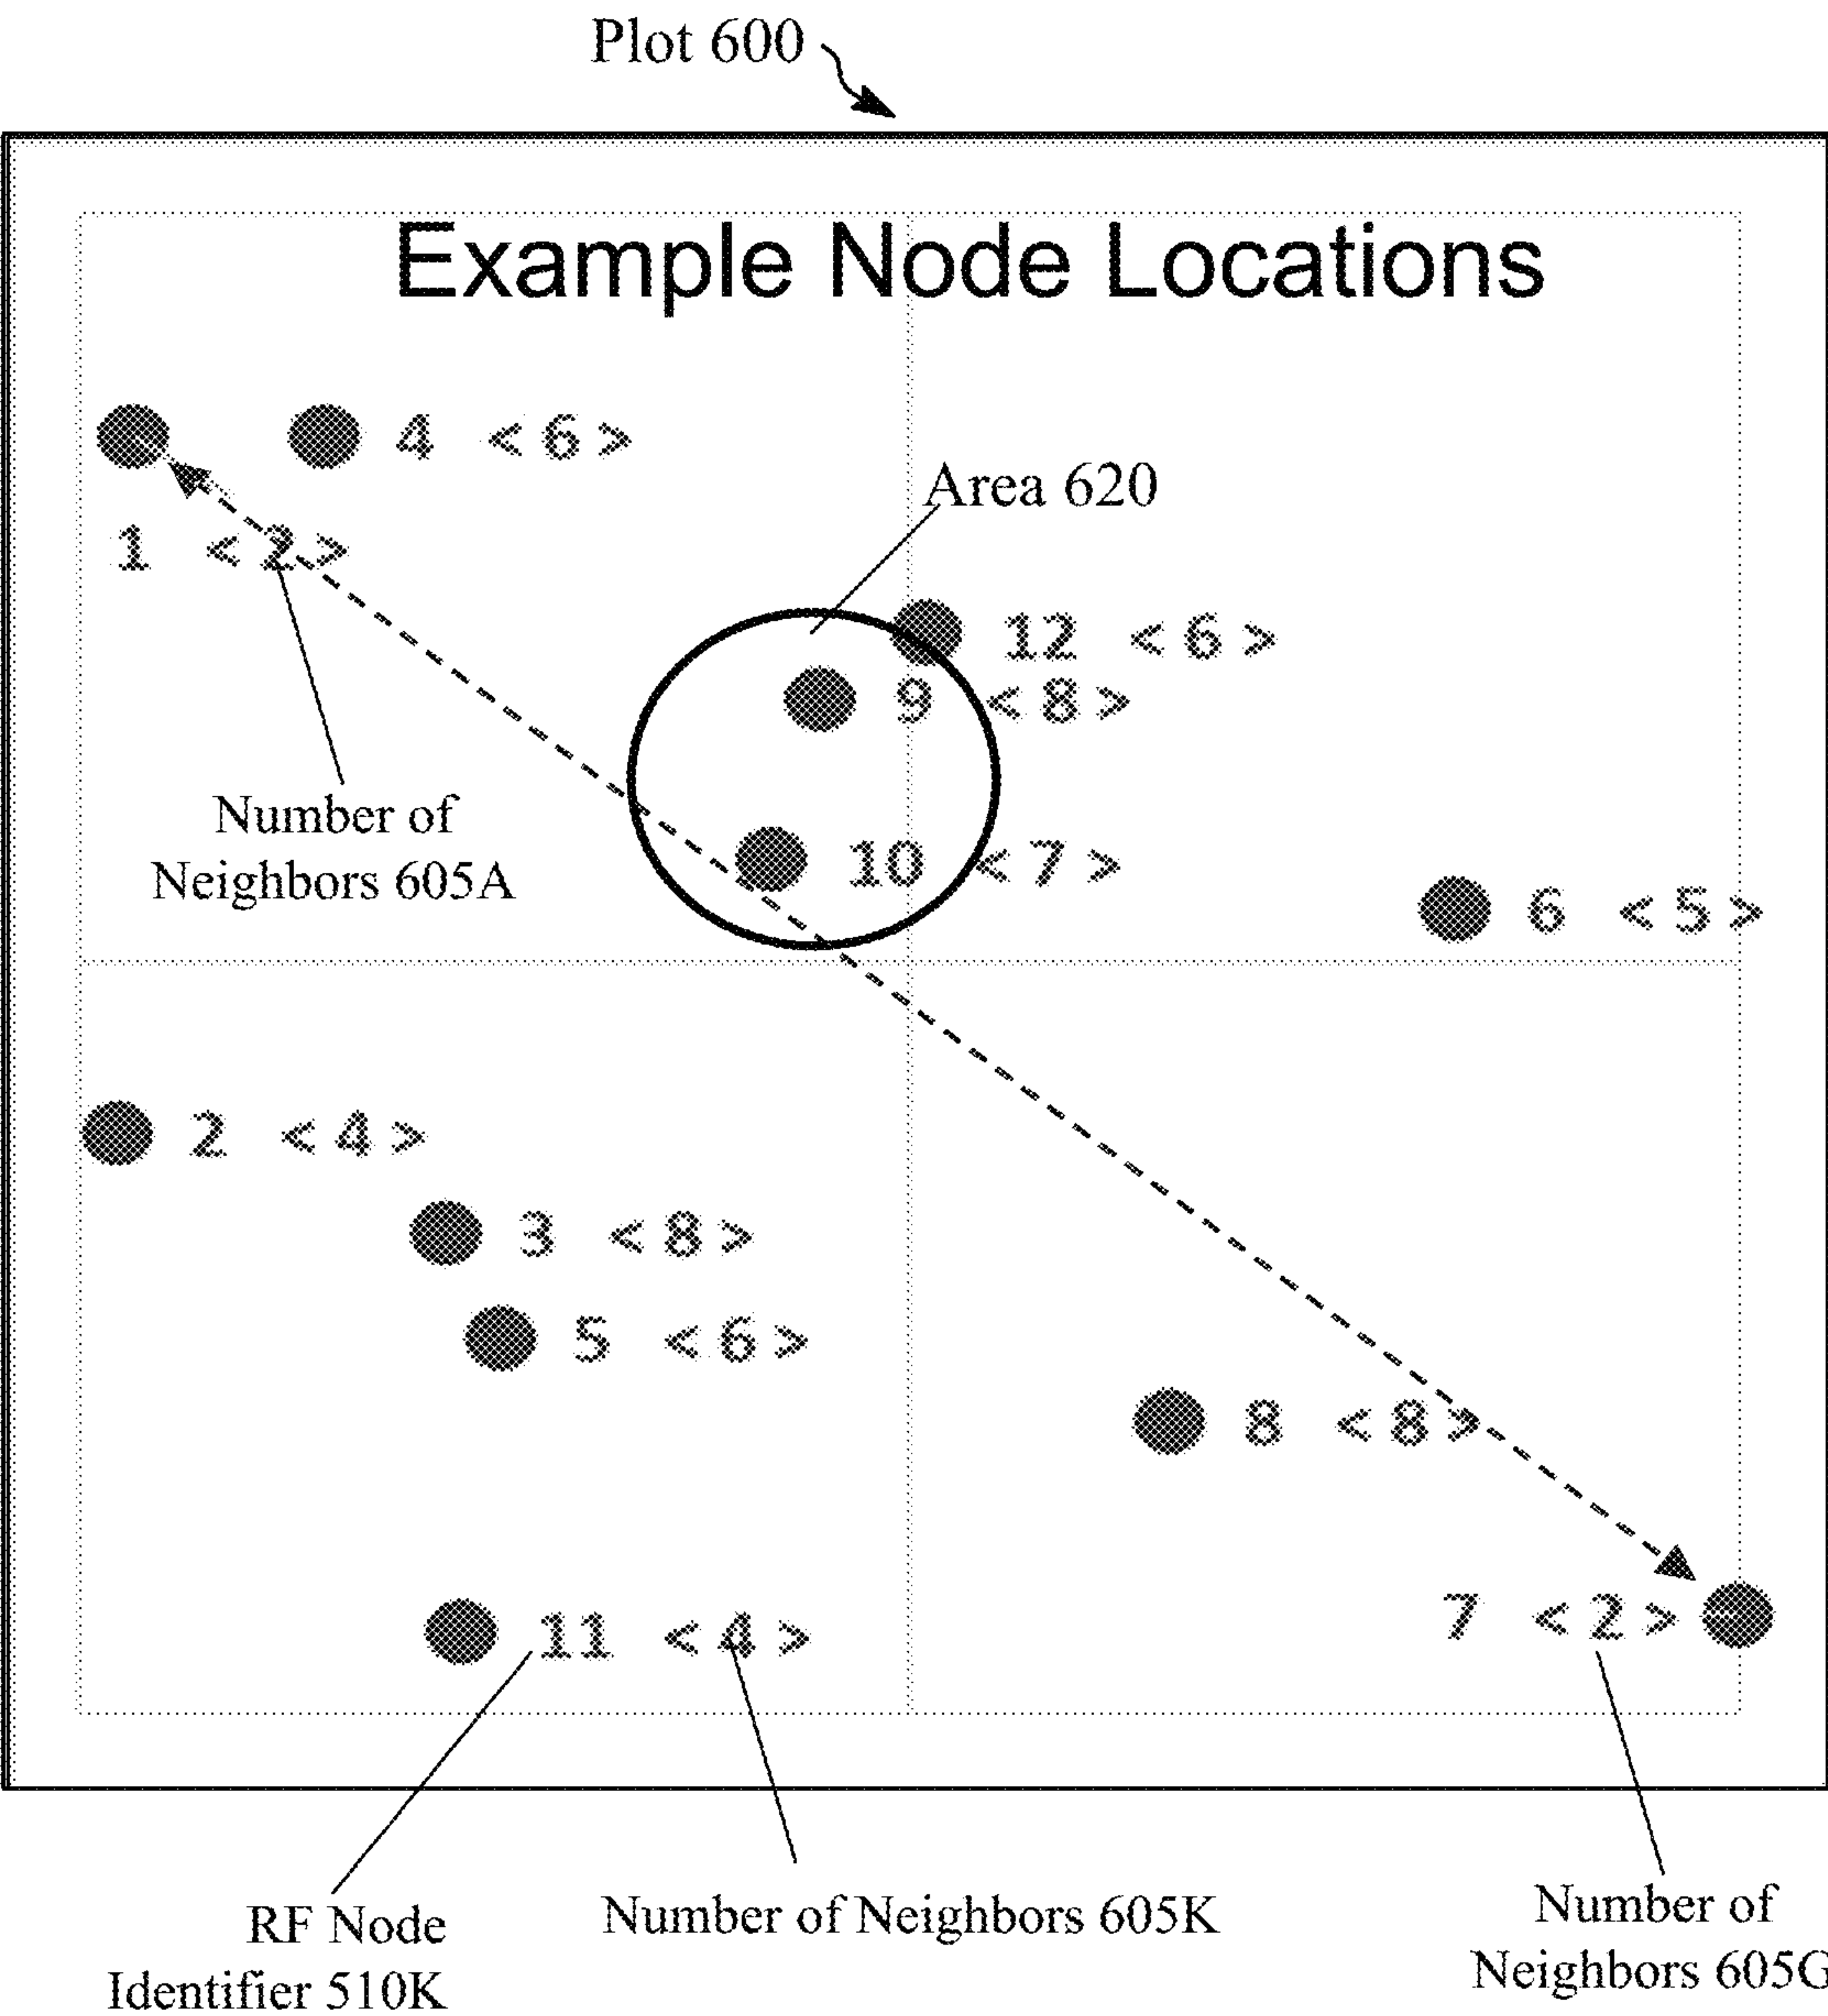 Plot 600
Example Node Locations
4 <6>
Area 620
1 <2>
12 <6>
9 <8>
Number of
Neighbors 605A
10 <7>
6 <5>
2 <4>
3 <8>
5 <6>
8 <8>
11 <4>
7 <2>
RF Node
Identifier 510K
Number of Neighbors 605K
Number of
Neighbors 605G